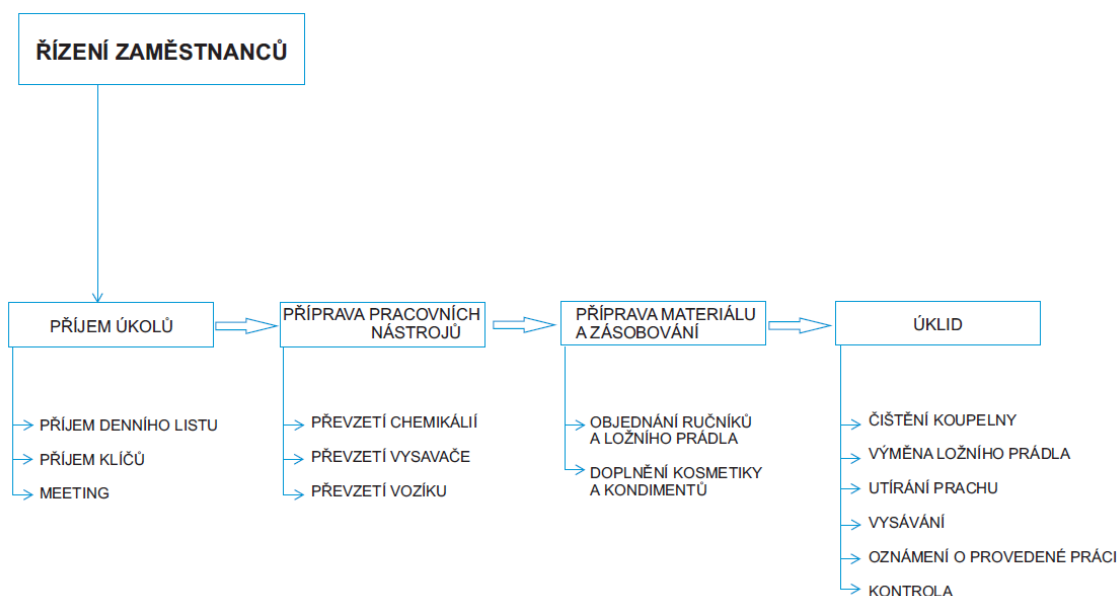 ŘÍZENÍ ZAMĚSTNANCŮ
PŘÍJEM ÚKOLŮ
PŘÍJEM DENNÍHO LISTU
PŘÍJEM KLÍČŮ
MEETING
PŘÍPRAVA PRACOVNÍCH
NÁSTROJŮ
PŘEVZETÍ CHEMIKÁLIÍ
PŘEVZETÍ VYSAVAČE
PŘEVZETÍ VOZÍKU
PŘÍPRAVA MATERIÁLU
A ZÁSOBOVÁNÍ
OBJEDNÁNÍ RUČNÍKŮ
A LOŽNÍHO PRÁDLA
DOPLNĚNÍ KOSMETIKY
A KONDIMENTŮ
ÚKLID
ČIŠTĚNÍ KOUPELNY
VÝMĚNA LOŽNÍHO PRÁDLA
UTÍRÁNÍ PRACHU
VYSÁVÁNÍ
OZNÁMENÍ O PROVEDENÉ PRÁCI
KONTROLA